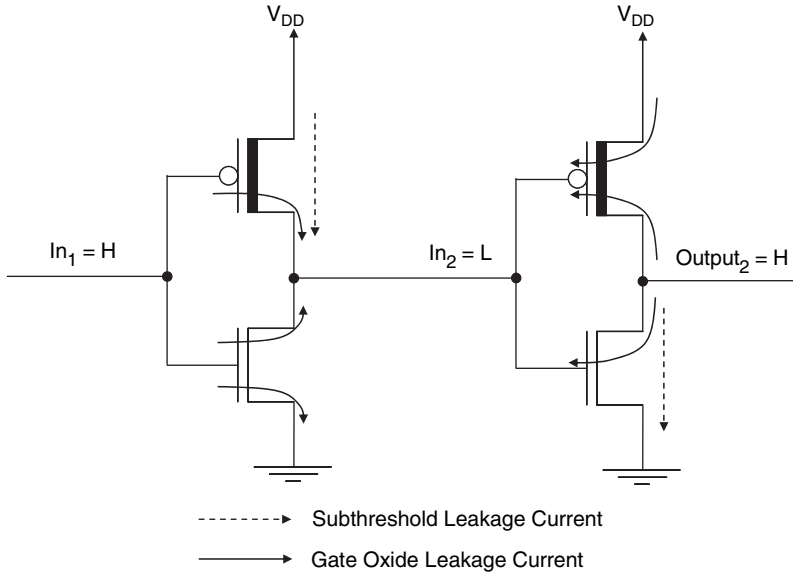 V_DD V_DD
In_1 = H In_2 = L Output_2 = H
Subthreshold Leakage Current
Gate Oxide Leakage Current